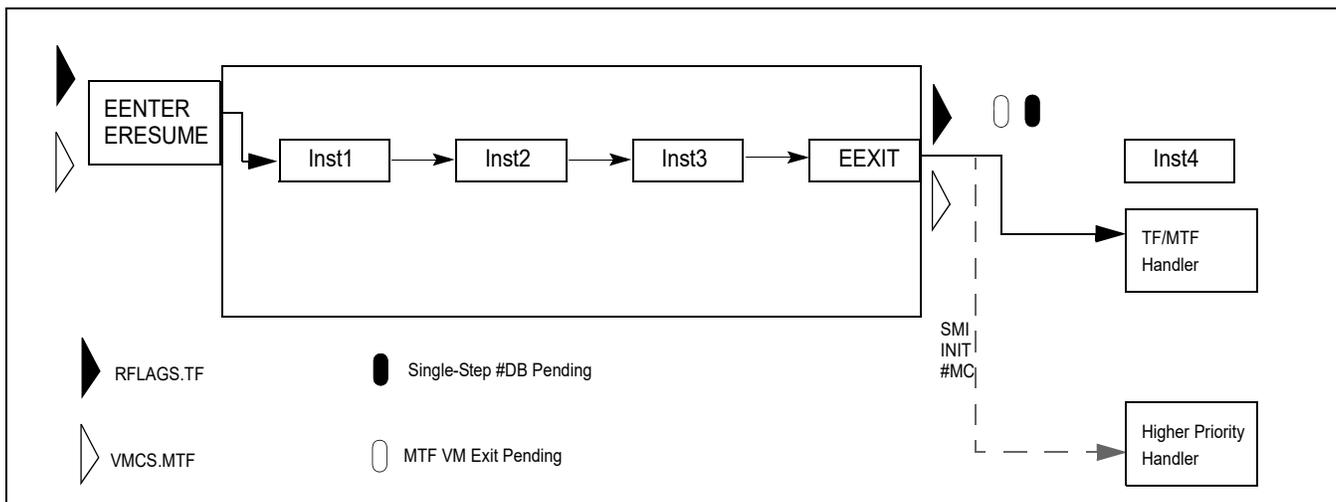 EENTER
ERESUME
Inst1
Inst2
Inst3
EEXIT
Inst4
TF/MTF
Handler
SMI
INIT
#MC
RFLAGS.TF
Single-Step #DB Pending
VMCS.MTF
MTF VM Exit Pending
Higher Priority
Handler